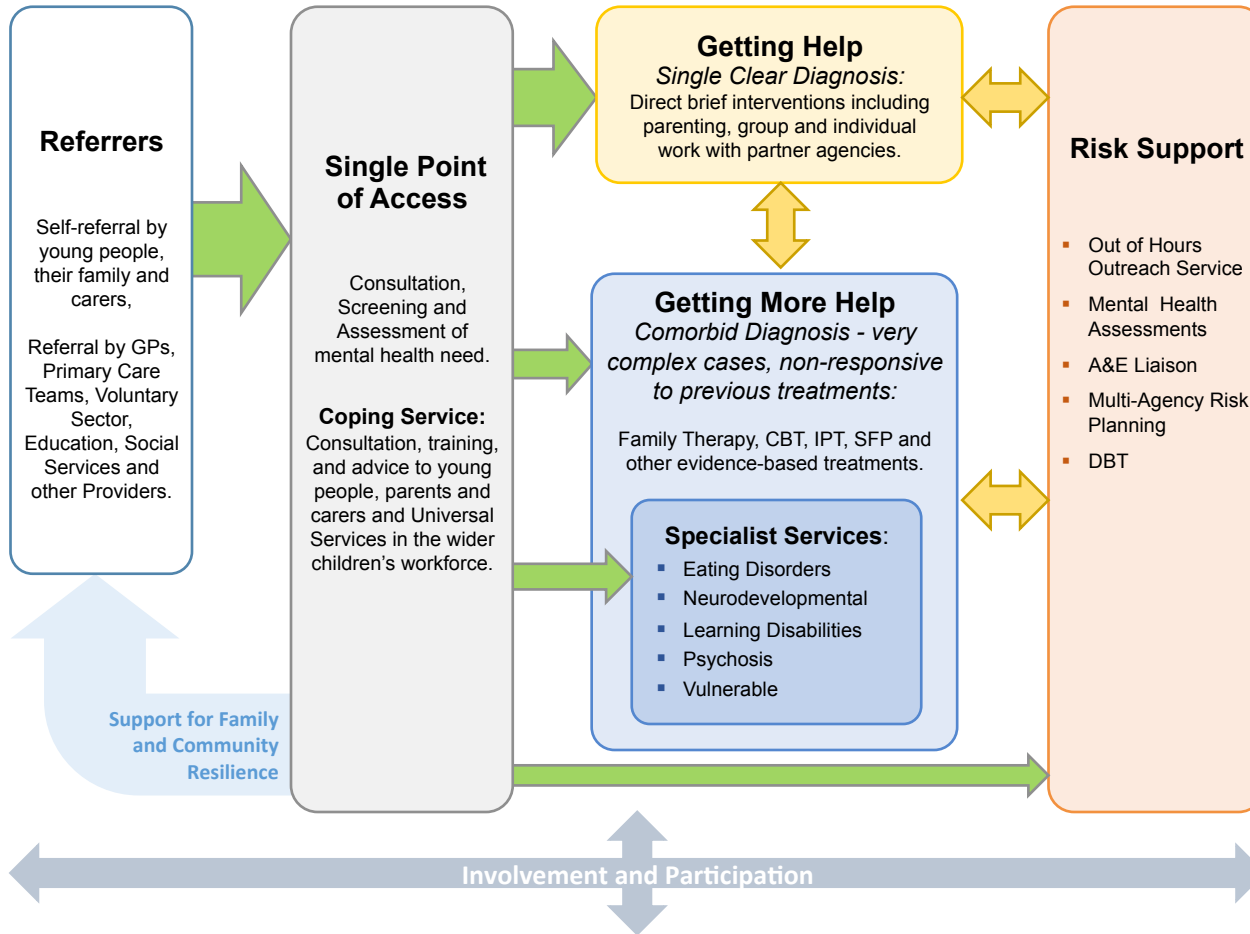 Referrers
Self-referral by
young people,
their family and
carers,
Referral by GPs,
Primary Care
Teams, Voluntary
Sector,
Education, Social
Services and
other Providers.
Support for Family
and Community
Resilience
Single Point
of Access
Consultation,
Screening and
Assessment of
mental health need.
Coping Service:
Consultation, training,
and advice to young
people, parents and
carers and Universal
Services in the wider
children’s workforce.
Getting Help
Single Clear Diagnosis:
Direct brief interventions including
parenting, group and individual
work with partner agencies.
Getting More Help
Comorbid Diagnosis - very
complex cases, non-responsive
to previous treatments:
Family Therapy, CBT, IPT, SFP and
other evidence-based treatments.
Specialist Services:
▪ Eating Disorders
▪ Neurodevelopmental
▪ Learning Disabilities
▪ Psychosis
▪ Vulnerable
Risk Support
▪ Out of Hours
Outreach Service
▪ Mental Health
Assessments
▪ A&E Liaison
▪ Multi-Agency Risk
Planning
▪ DBT
Involvement and Participation